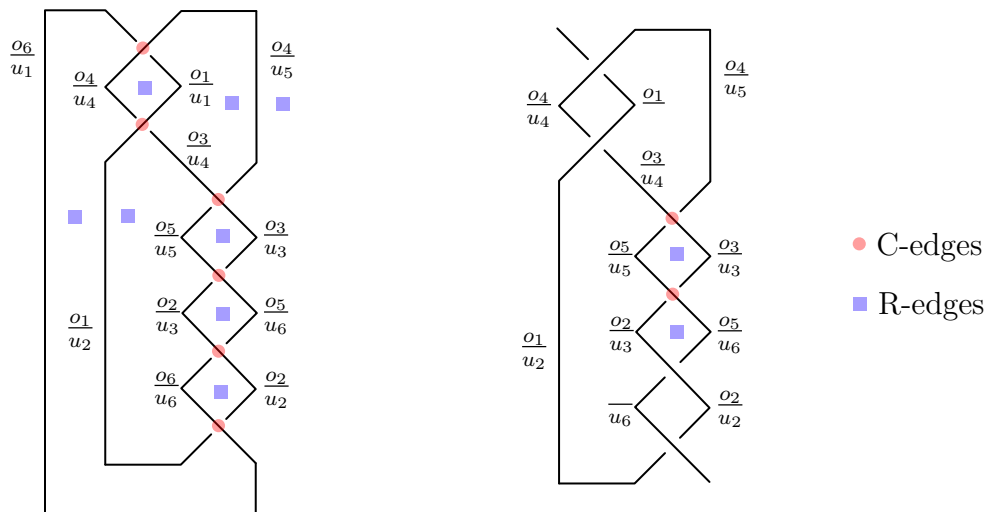 o₆/u₁
o₄/u₅
o₄/u₄
o₁/u₁
o₃/u₄
o₅/u₅
o₃/u₃
o₂/u₃
o₅/u₆
o₁/u₂
o₆/u₆
o₂/u₂
o₄/u₅
o₄/u₄
o₁/
o₃/u₄
o₅/u₅
o₃/u₃
o₂/u₃
o₅/u₆
o₁/u₂
/u₆
o₂/u₂
C-edges
R-edges